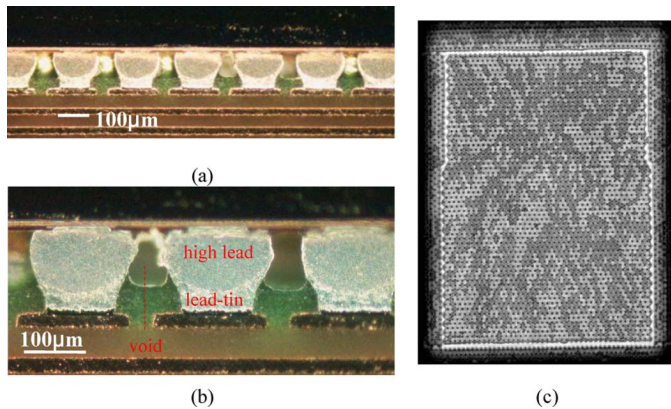 100μm
(a)
high lead
lead-tin
void
100μm
(b)
(c)